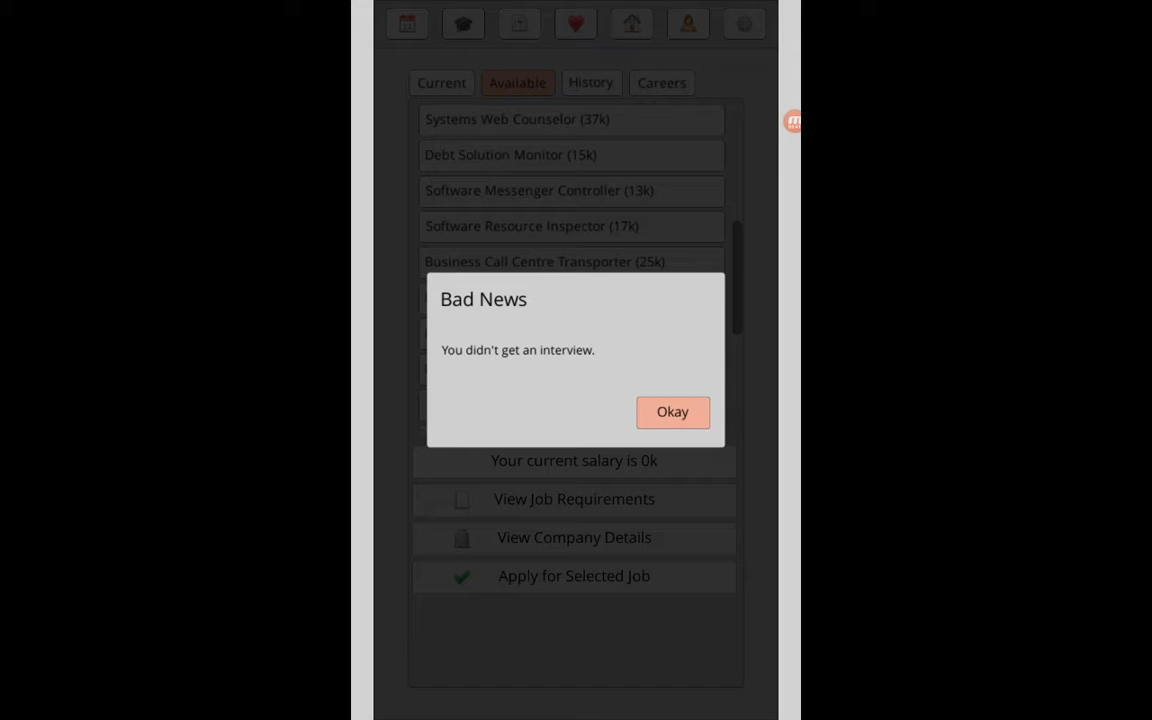 Current Available History Careers
Systems Web Counselor (37k)
Debt Solution Monitor (15k)
Software Messenger Controller (13k)
Software Resource Inspector (17k)
Business Call Centre Transporter (25k)
Bad News
You didn't get an interview.
Okay
Your current salary is 0k
View Job Requirements
View Company Details
Apply for Selected Job